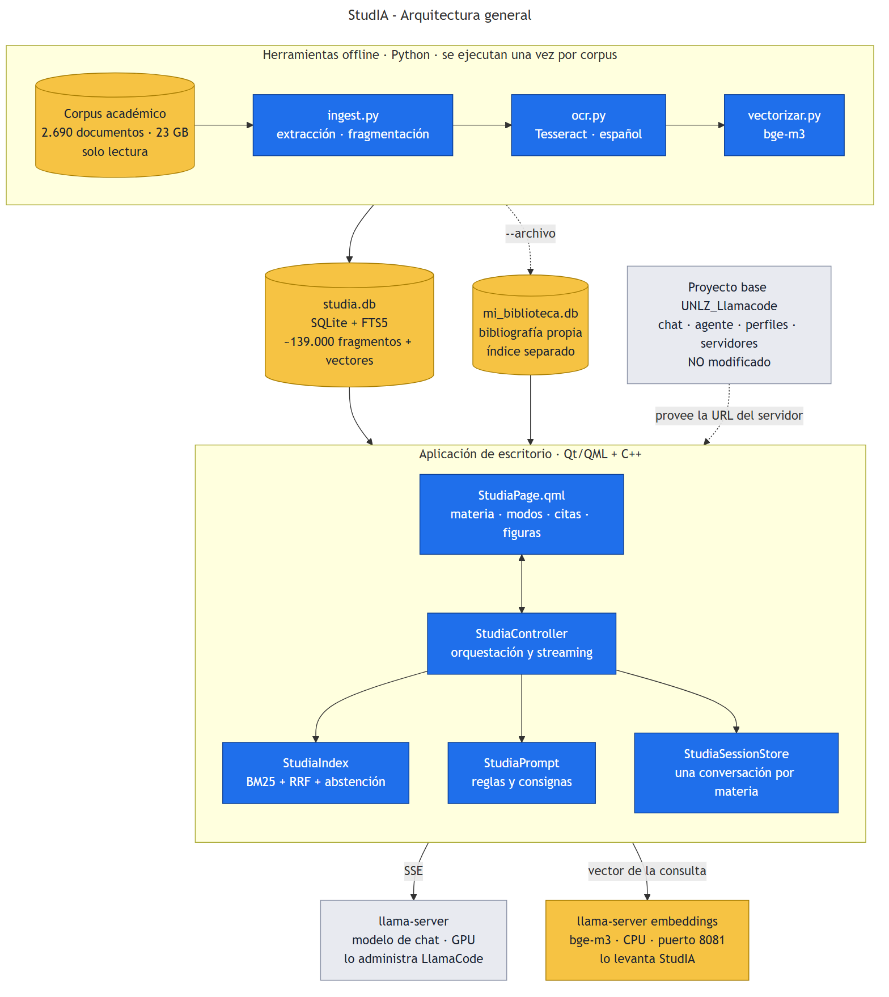 StudIA - Arquitectura general
Herramientas offline · Python · se ejecutan una vez por corpus
Corpus académico
2.690 documentos · 23 GB
solo lectura
ingest.py
extracción · fragmentación
ocr.py
Tesseract · español
vectorizar.py
bge-m3
--archivo
studia.db
SQLite + FTS5
~139.000 fragmentos +
vectores
mi_biblioteca.db
bibliografía propia
índice separado
Proyecto base
UNLZ_Llamacode
chat · agente · perfiles ·
servidores
NO modificado
provee la URL del servidor
Aplicación de escritorio · Qt/QML + C++
StudiaPage.qml
materia · modos · citas ·
figuras
StudiaController
orquestación y streaming
StudiaIndex
BM25 + RRF + abstención
StudiaPrompt
reglas y consignas
StudiaSessionStore
una conversación por
materia
SSE
vector de la consulta
llama-server
modelo de chat · GPU
lo administra LlamaCode
llama-server embeddings
bge-m3 · CPU · puerto 8081
lo levanta StudIA